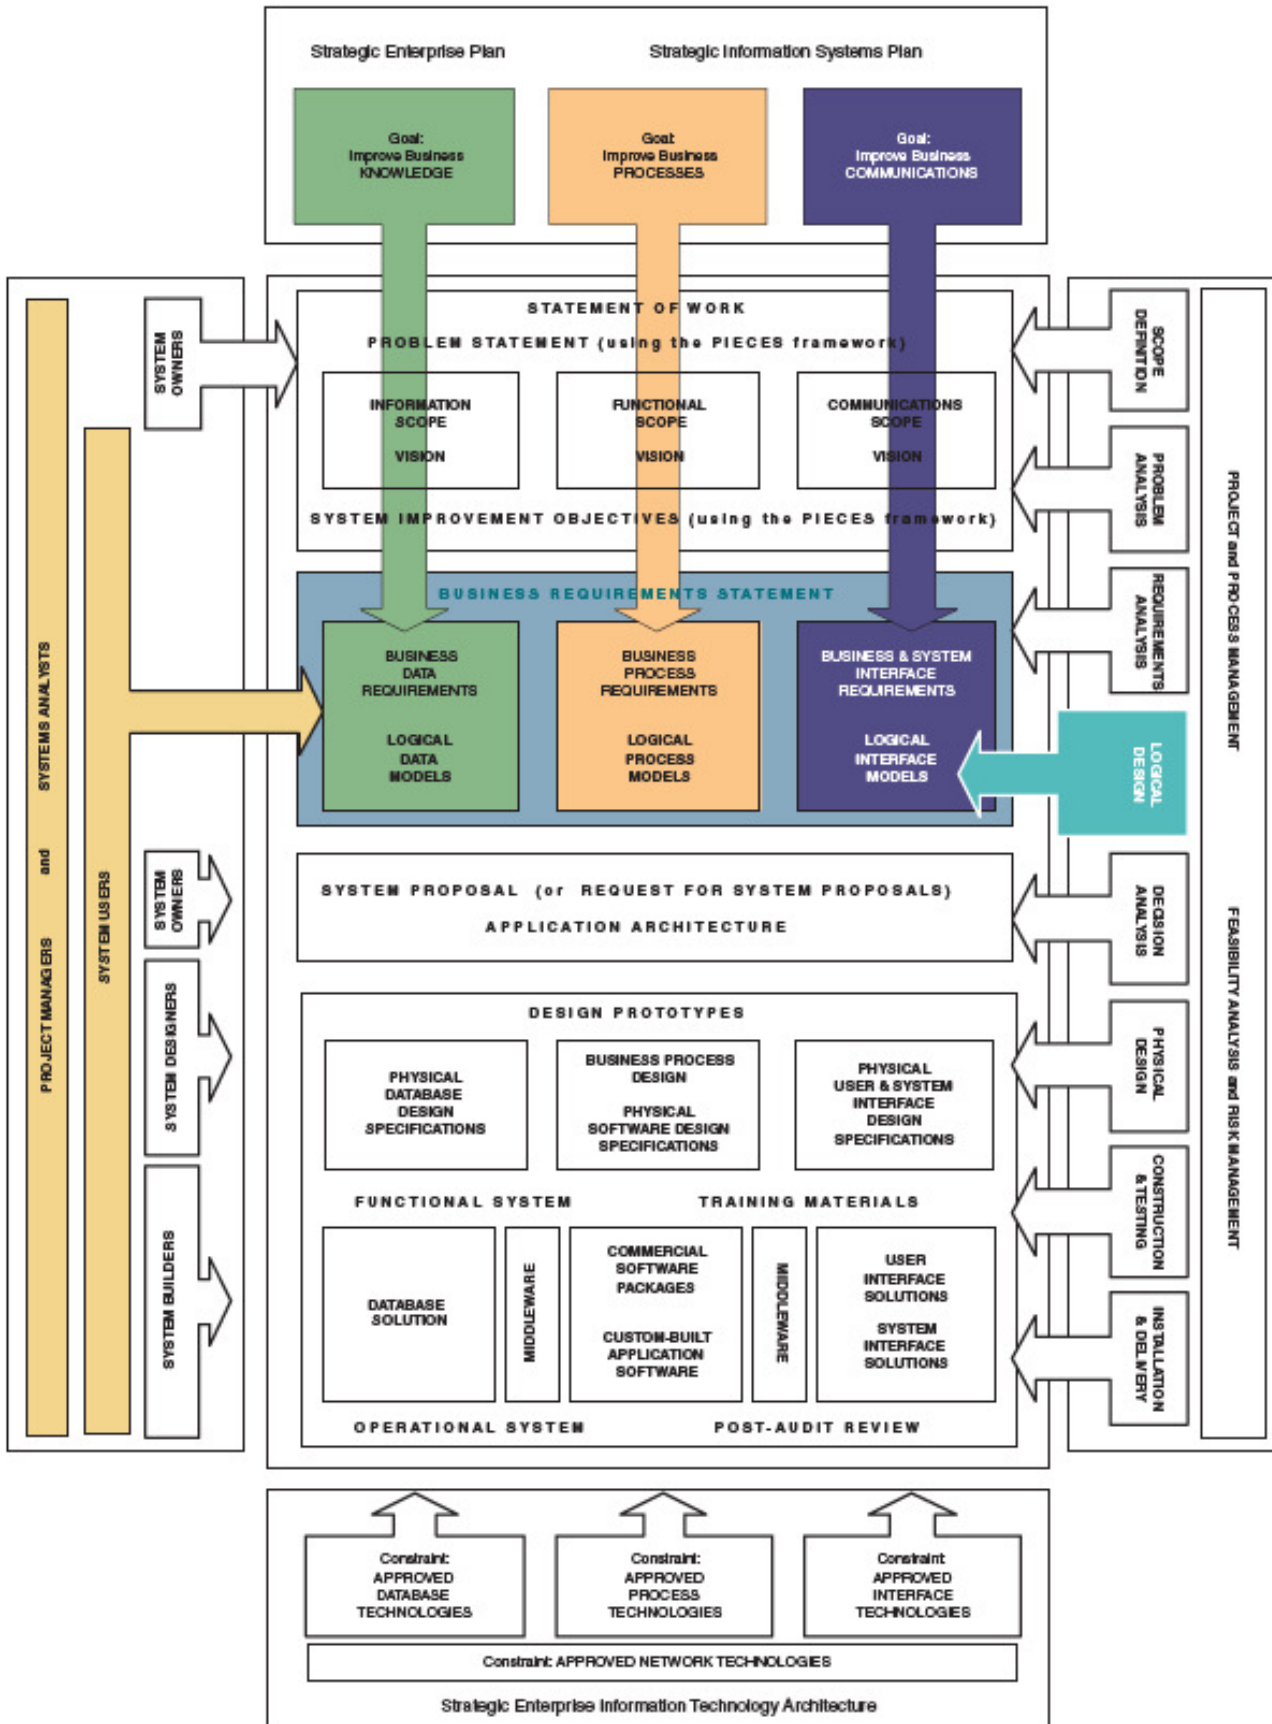 Strategic Enterprise Plan
Strategic Information Systems Plan
Goal:
Improve Business
KNOWLEDGE
Goal:
Improve Business
PROCESSES
Goal:
Improve Business
COMMUNICATIONS
STATEMENT OF WORK
PROBLEM STATEMENT (using the PIECES framework)
INFORMATION
SCOPE
VISION
FUNCTIONAL
SCOPE
VISION
COMMUNICATIONS
SCOPE
VISION
SYSTEM IMPROVEMENT OBJECTIVES (using the PIECES framework)
BUSINESS REQUIREMENTS STATEMENT
BUSINESS
DATA
REQUIREMENTS
LOGICAL
DATA
MODELS
BUSINESS
PROCESS
REQUIREMENTS
LOGICAL
PROCESS
MODELS
BUSINESS & SYSTEM
INTERFACE
REQUIREMENTS
LOGICAL
INTERFACE
MODELS
SYSTEM PROPOSAL (or REQUEST FOR SYSTEM PROPOSALS)
APPLICATION ARCHITECTURE
DESIGN PROTOTYPES
PHYSICAL
DATABASE
DESIGN
SPECIFICATIONS
BUSINESS PROCESS
DESIGN
PHYSICAL
SOFTWARE DESIGN
SPECIFICATIONS
PHYSICAL
USER & SYSTEM
INTERFACE
DESIGN
SPECIFICATIONS
FUNCTIONAL SYSTEM
TRAINING MATERIALS
DATABASE
SOLUTION
MIDDLEWARE
COMMERCIAL
SOFTWARE
PACKAGES
CUSTOM-BUILT
APPLICATION
SOFTWARE
MIDDLEWARE
USER
INTERFACE
SOLUTIONS
SYSTEM
INTERFACE
SOLUTIONS
OPERATIONAL SYSTEM
POST-AUDIT REVIEW
PROJECT MANAGERS and SYSTEMS ANALYSTS
SYSTEM USERS
SYSTEM
OWNERS
SYSTEM
OWNERS
SYSTEM DESIGNERS
SYSTEM BUILDERS
SCOPE
DEFINITION
PROBLEM
ANALYSIS
REQUIREMENTS
ANALYSIS
LOGICAL
DESIGN
DECISION
ANALYSIS
PHYSICAL
DESIGN
CONSTRUCTION
& TESTING
INSTALLATION
& DELIVERY
PROJECT and PROCESS MANAGEMENT
FEASIBILITY ANALYSIS and RISK MANAGEMENT
Constraint:
APPROVED
DATABASE
TECHNOLOGIES
Constraint:
APPROVED
PROCESS
TECHNOLOGIES
Constraint:
APPROVED
INTERFACE
TECHNOLOGIES
Constraint: APPROVED NETWORK TECHNOLOGIES
Strategic Enterprise Information Technology Architecture